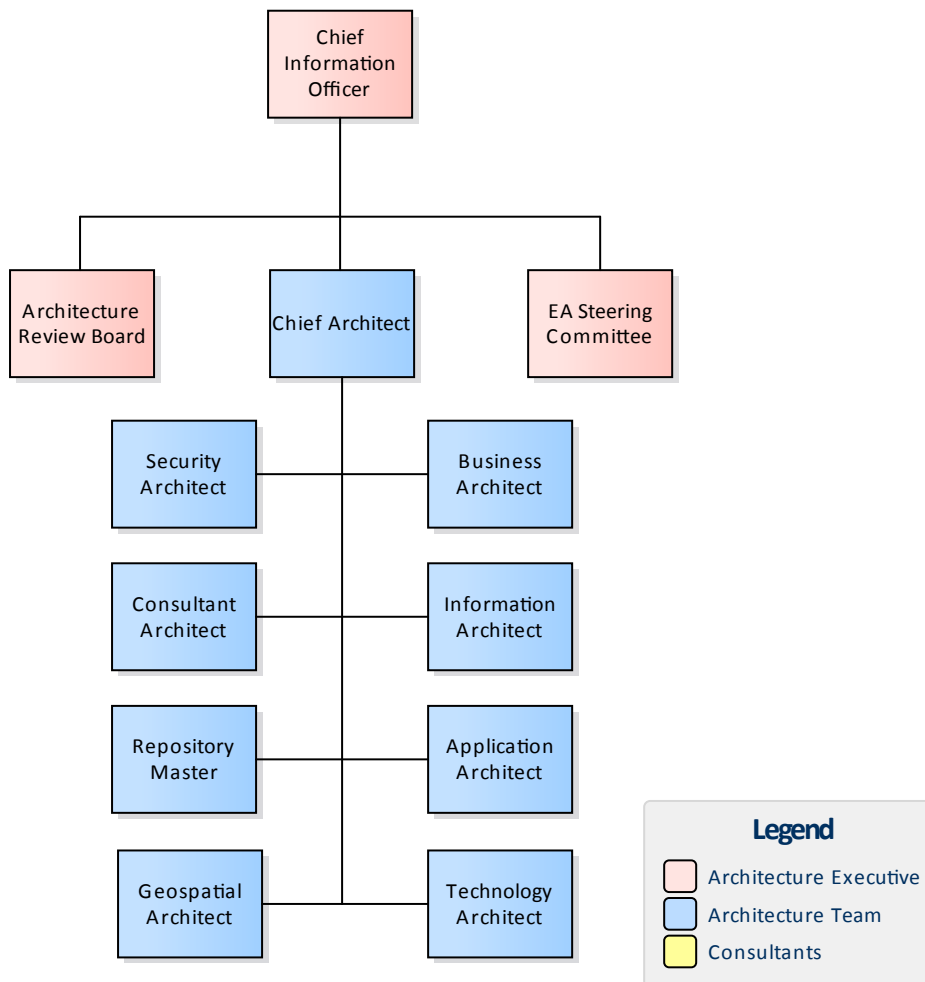 Chief
Information
Officer
Architecture
Review Board
Chief Architect
EA Steering
Committee
Security
Architect
Business
Architect
Consultant
Architect
Information
Architect
Repository
Master
Application
Architect
Geospatial
Architect
Technology
Architect
Legend
Architecture Executive
Architecture Team
Consultants